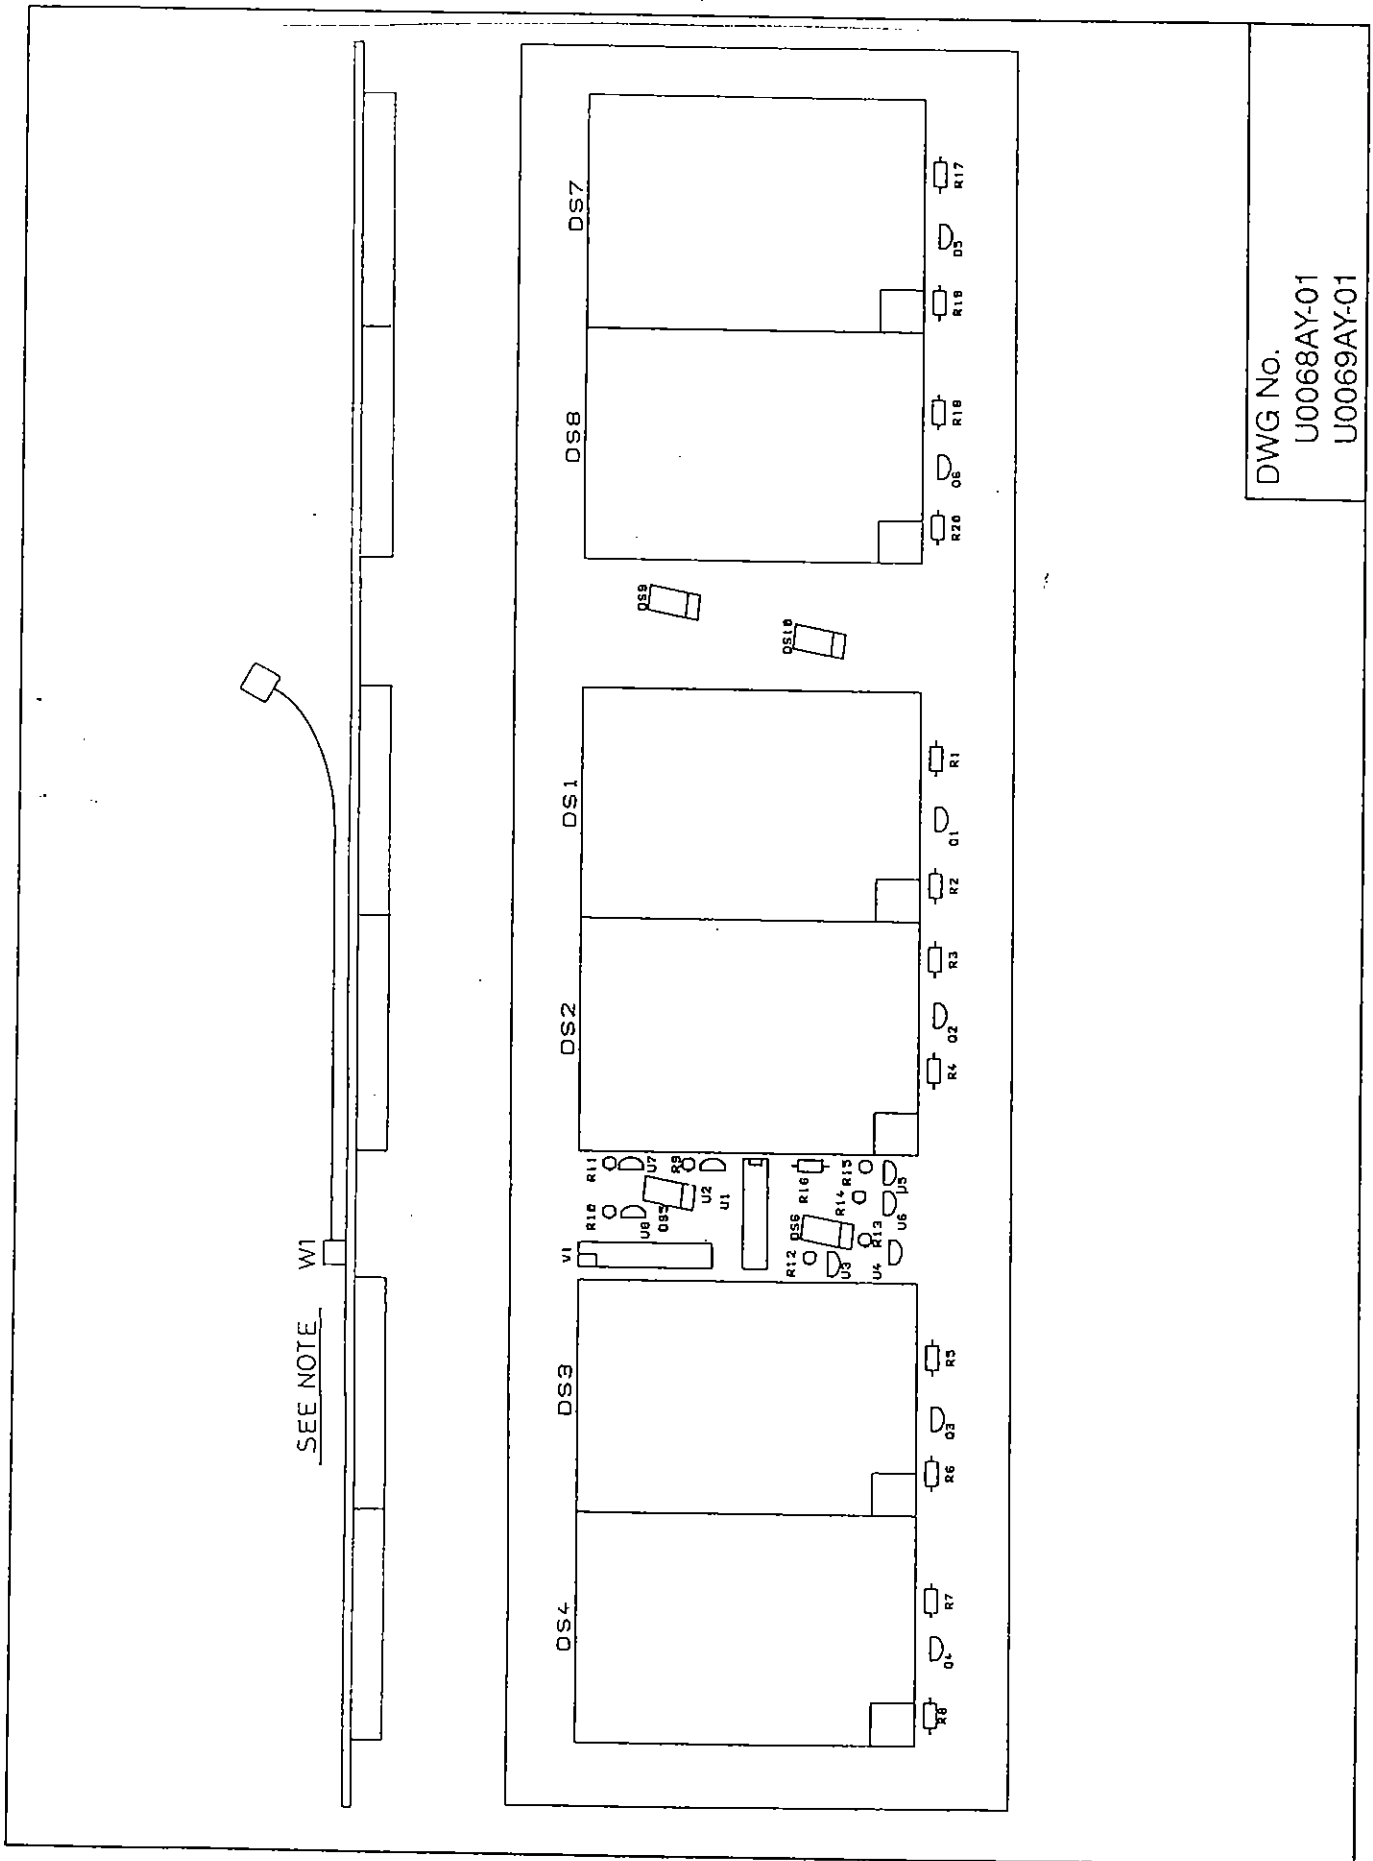 SEE NOTE
W1
DS4
DS3
DS2
DS1
DS8
DS7
W1
R10
R11
U8
U7
DS5
R9
U2
U1
R12
DS6
R16
R14
R15
U3
U4
R13
U6
U5
DS10
DS9
R8
Q4
R7
R6
Q3
R5
R4
Q2
R3
R2
Q1
R1
R20
Q6
R18
R19
Q5
R17
DWG No.
U0068AY-01
U0069AY-01